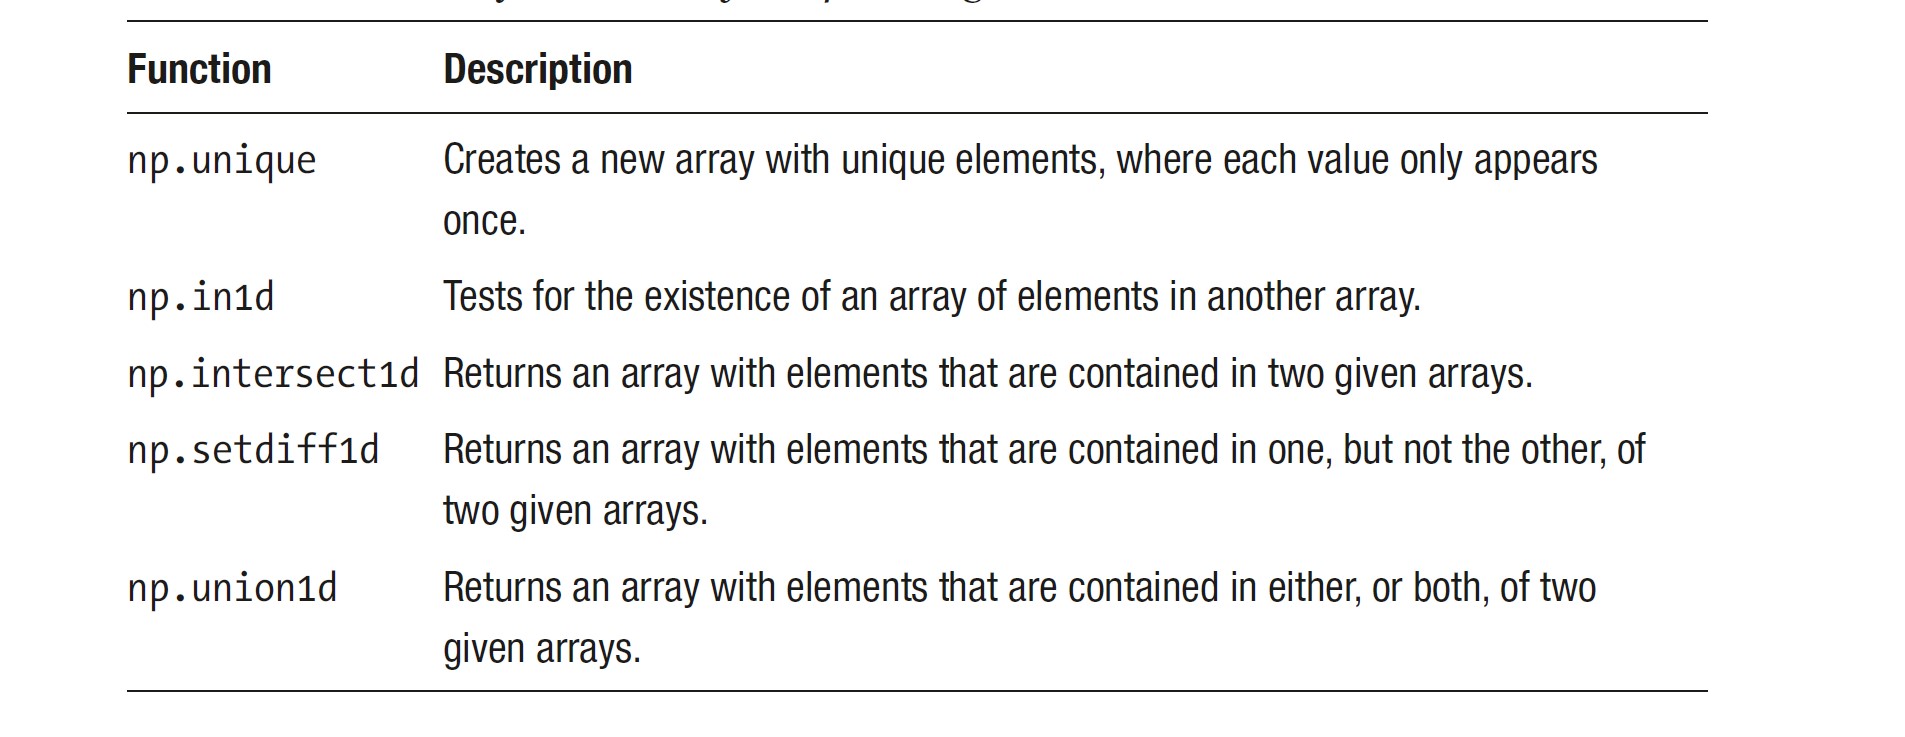 Function Description
np.unique Creates a new array with unique elements, where each value only appears
once.
np.in1d Tests for the existence of an array of elements in another array.
np.intersect1d Returns an array with elements that are contained in two given arrays.
np.setdiff1d Returns an array with elements that are contained in one, but not the other, of
two given arrays.
np.union1d Returns an array with elements that are contained in either, or both, of two
given arrays.